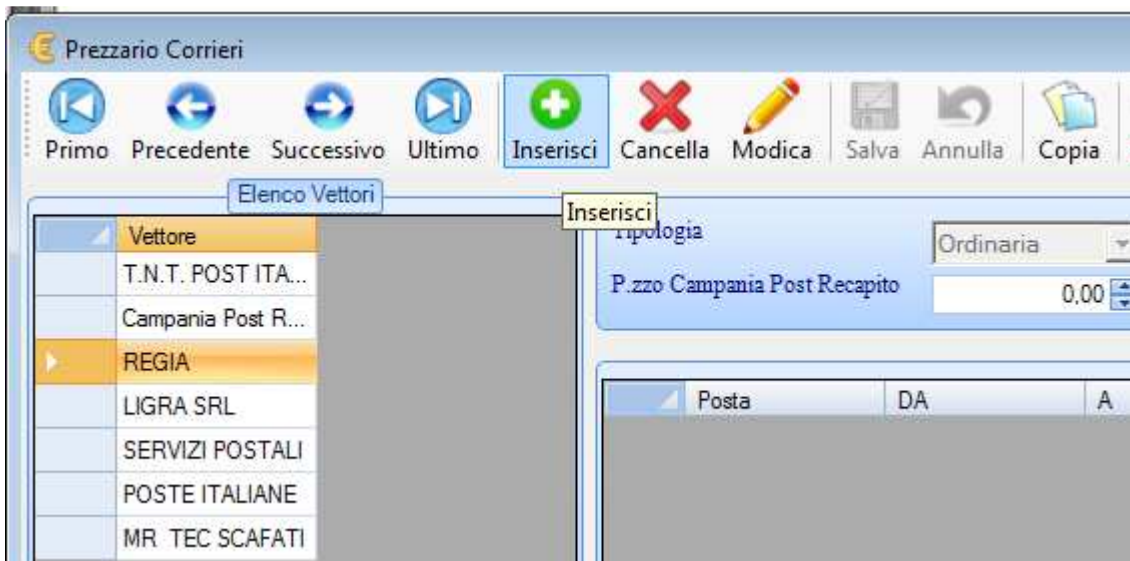 Prezzario Corrieri
Primo Precedente Successivo Ultimo Inserisci Cancella Modica Salva Annulla Copia
Elenco Vettori
Inserisci
Vettore
T.N.T. POST ITA...
Campania Post R...
REGIA
LIGRA SRL
SERVIZI POSTALI
POSTE ITALIANE
MR TEC SCAFATI
Tipologia Ordinaria
P.zzo Campania Post Recapito 0,00
Posta DA A